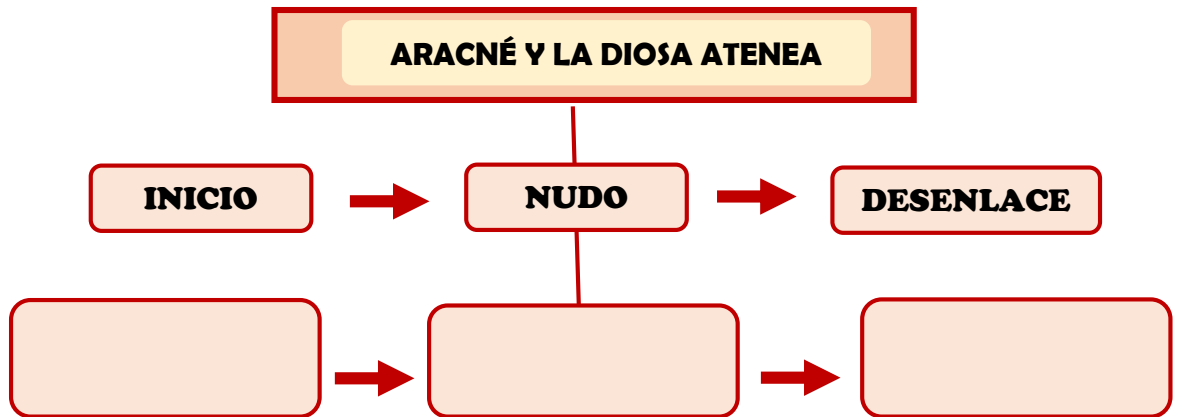 ARACNÉ Y LA DIOSA ATENEA
INICIO
NUDO
DESENLACE